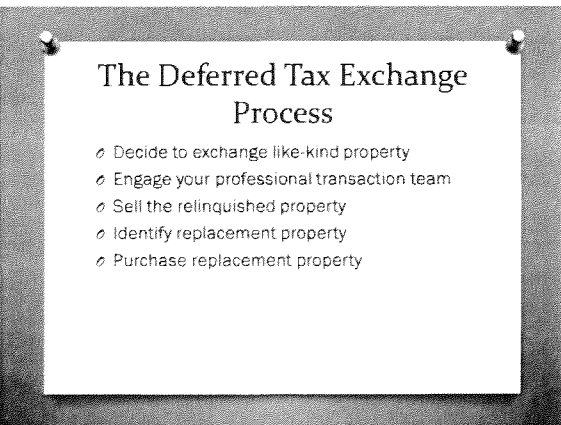 The Deferred Tax Exchange
Process
Decide to exchange like-kind property
Engage your professional transaction team
Sell the relinquished property
Identify replacement property
Purchase replacement property